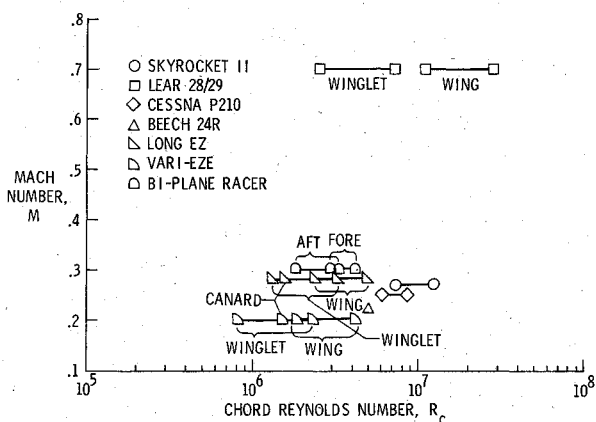 .8
.7
.6
.5
.4
.3
.2
.1
MACH
NUMBER,
M
SKYROCKET II
LEAR 28/29
CESSNA P210
BEECH 24R
LONG EZ
VARI-EZE
BI-PLANE RACER
WINGLET
WING
AFT
FORE
CANARD
WING
WINGLET
WING
WINGLET
10^5
10^6
10^7
10^8
CHORD REYNOLDS NUMBER, R_c